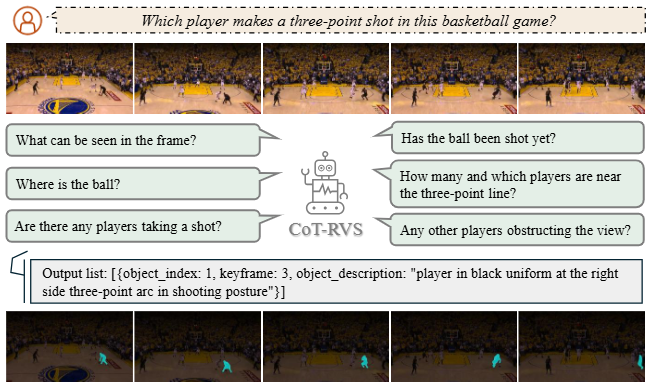 Which player makes a three-point shot in this basketball game?
What can be seen in the frame?
Has the ball been shot yet?
Where is the ball?
How many and which players are near
the three-point line?
Are there any players taking a shot?
Any other players obstructing the view?
CoT-RVS
Output list: [{object_index: 1, keyframe: 3, object_description: "player in black uniform at the right
side three-point arc in shooting posture"}]